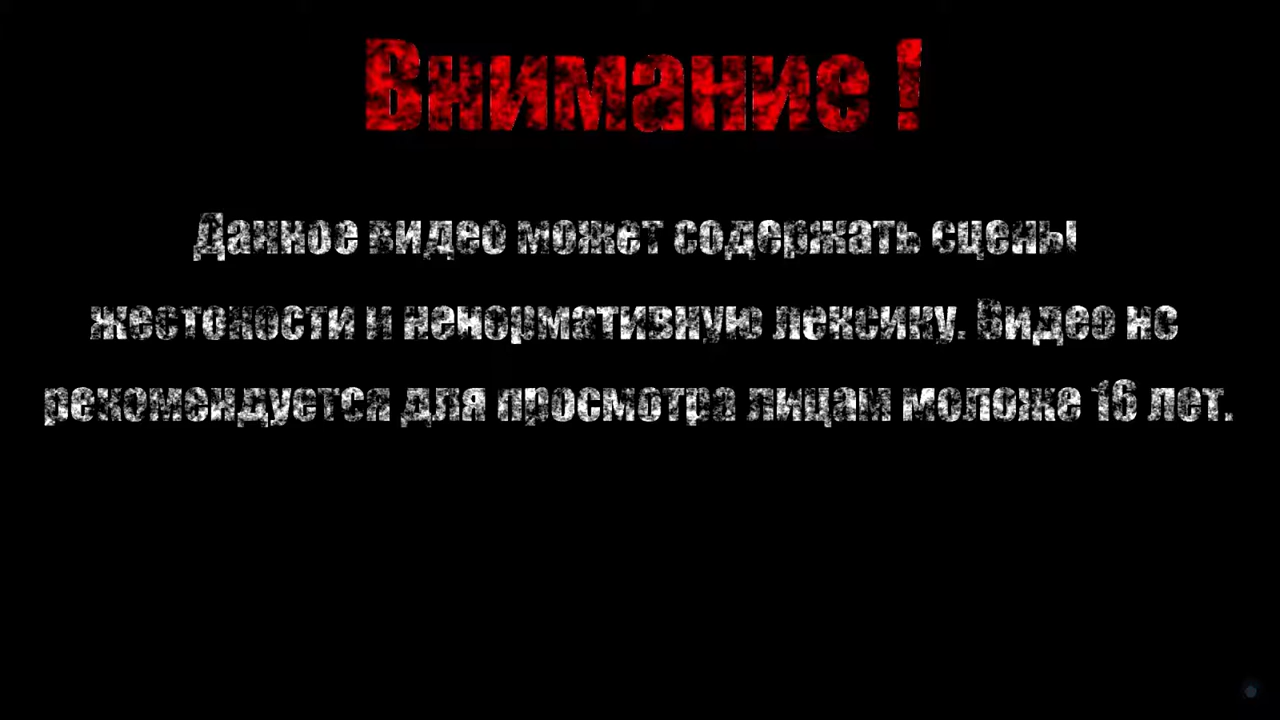 Внимание !
Данное видео может содержать сцены
жестокости и ненормативную лексику. Видео не
рекомендуется для просмотра лицам моложе 16 лет.